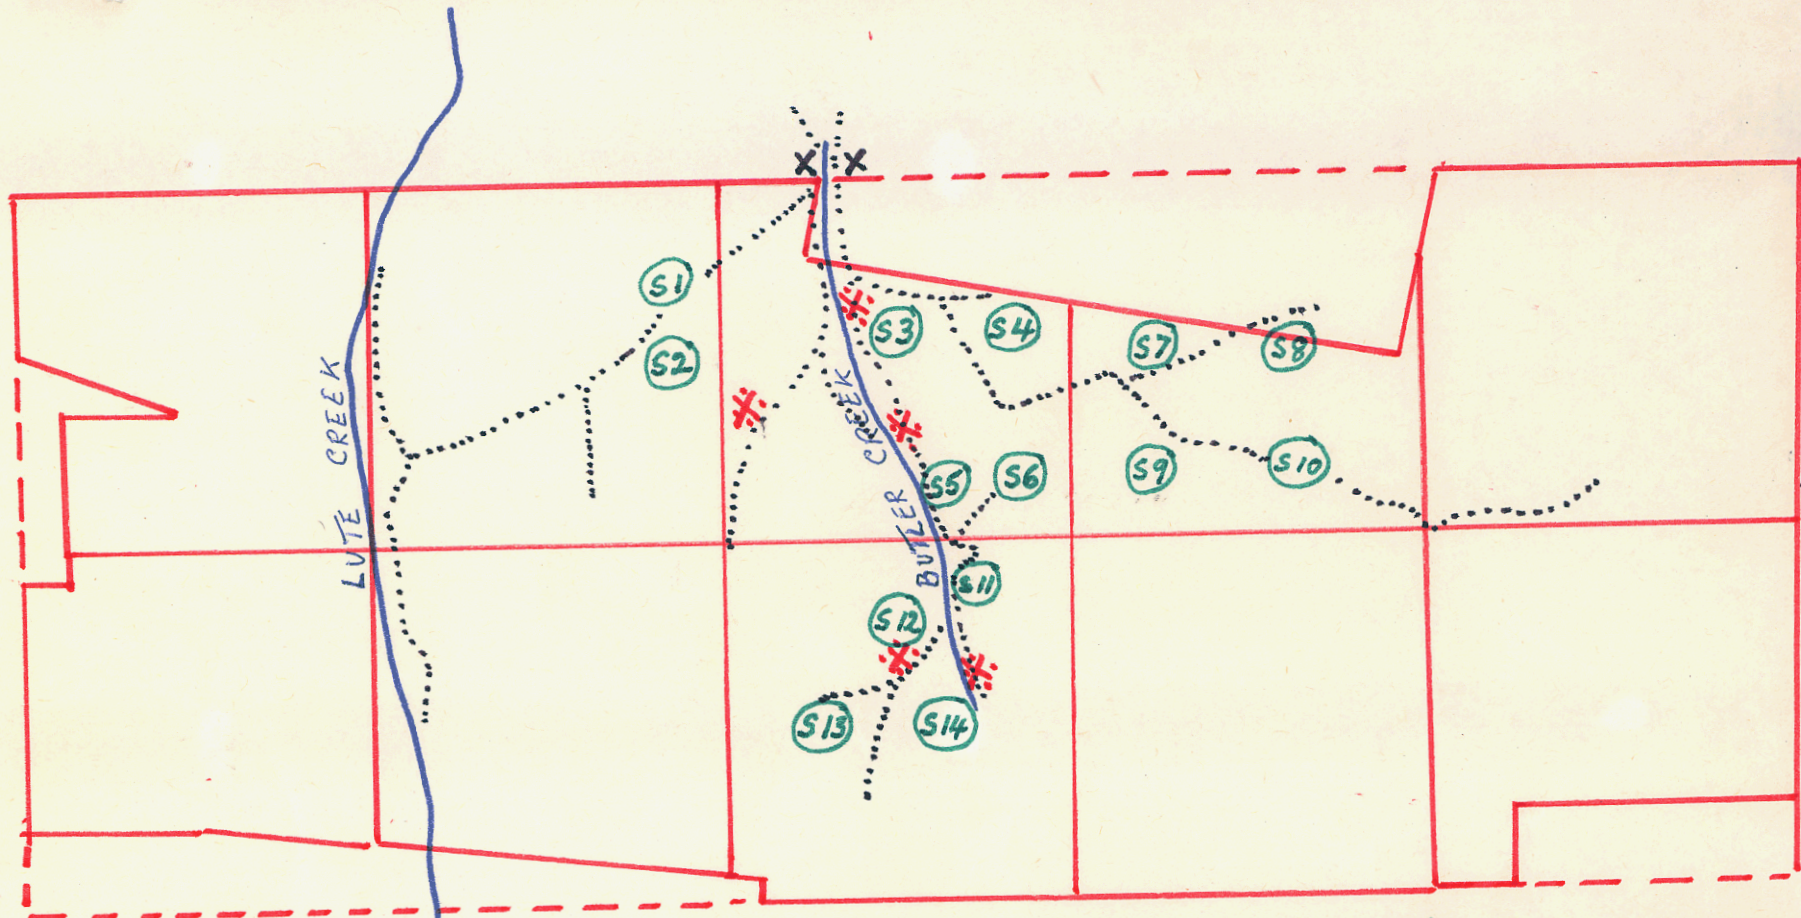 X X
S1
S2
S3
S4
S7
S8
LUTE CREEK
BUTLER CREEK
S5
S6
S9
S10
S11
S12
S13
S14